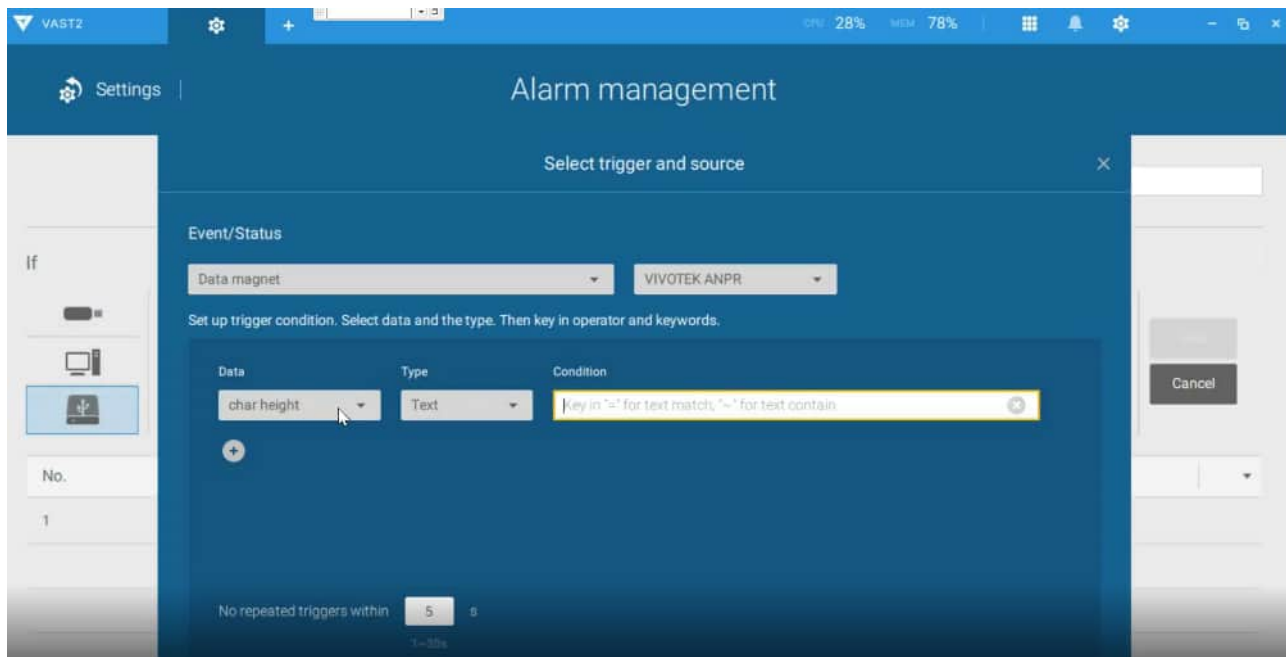 VAST2
+
CPU 28% MEM 78%
Settings
Alarm management
Select trigger and source
Event/Status
If
Data magnet
VIVOTEK ANPR
Set up trigger condition. Select data and the type. Then key in operator and keywords.
Data Type Condition
char height
Text
Key in "=" for text match, "~" for text contain
Cancel
No.
1
No repeated triggers within 5 s
1~30s